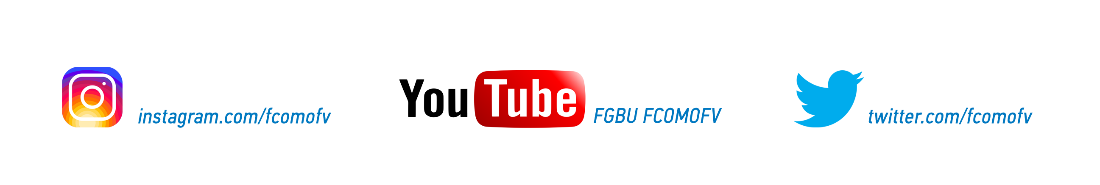 instagram.com/fcomofv
YouTube FGBU FCOMOFV
twitter.com/fcomofv